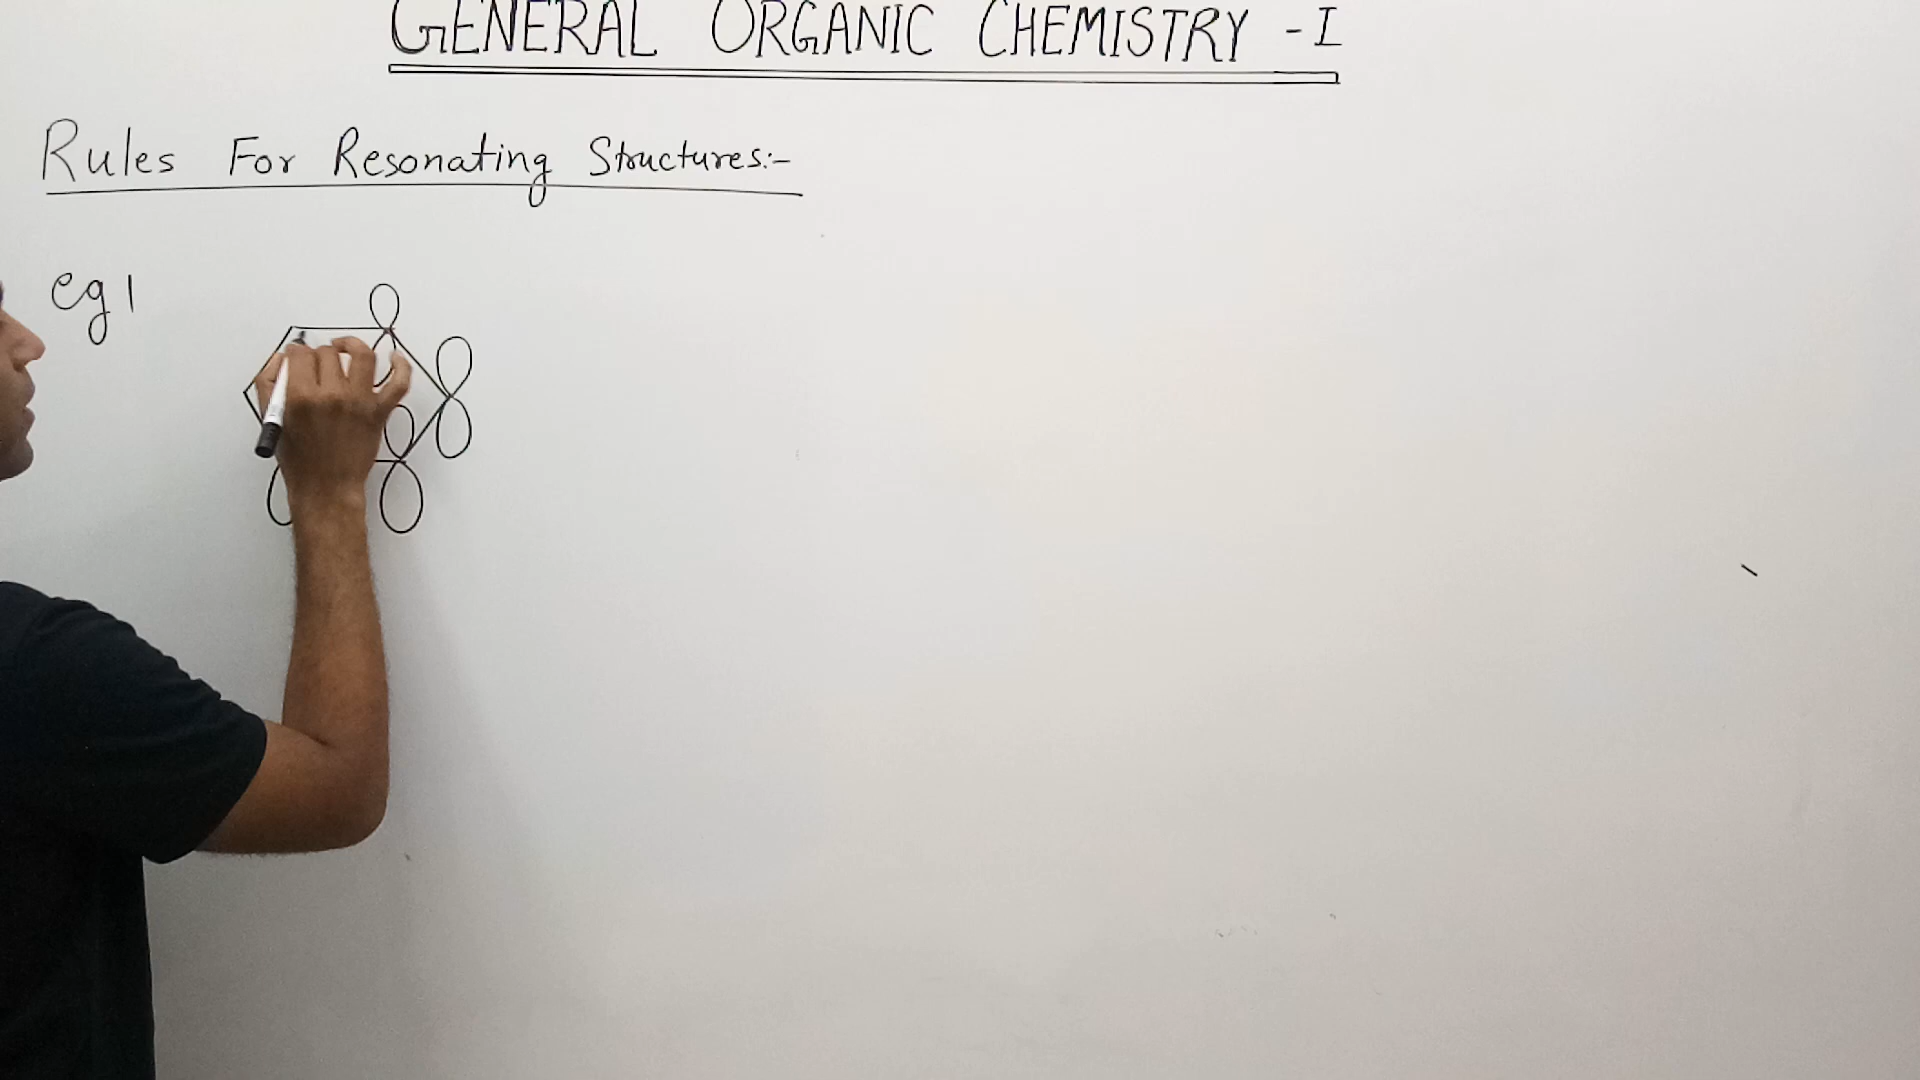 GENERAL ORGANIC CHEMISTRY - I
Rules For Resonating Structures:-
eg 1